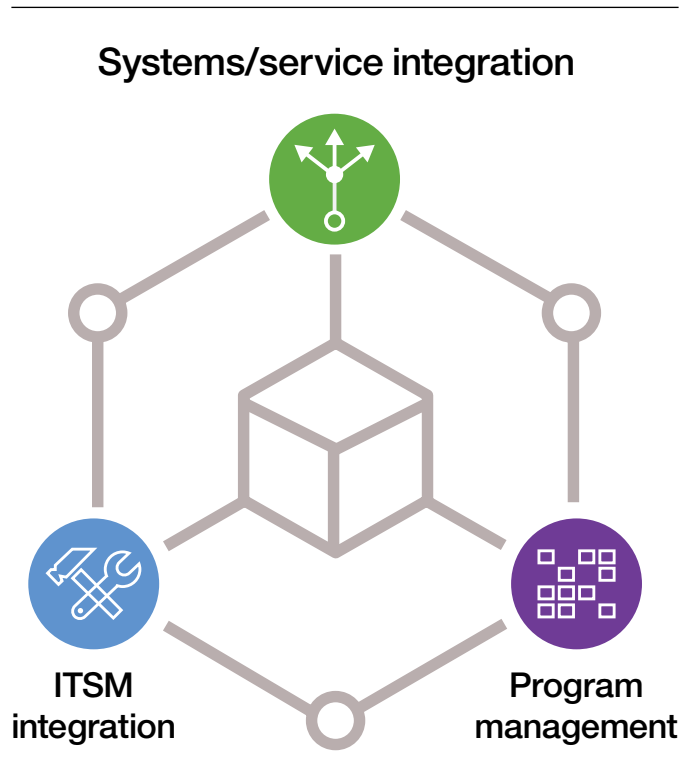 Systems/service integration
ITSM
integration
Program
management